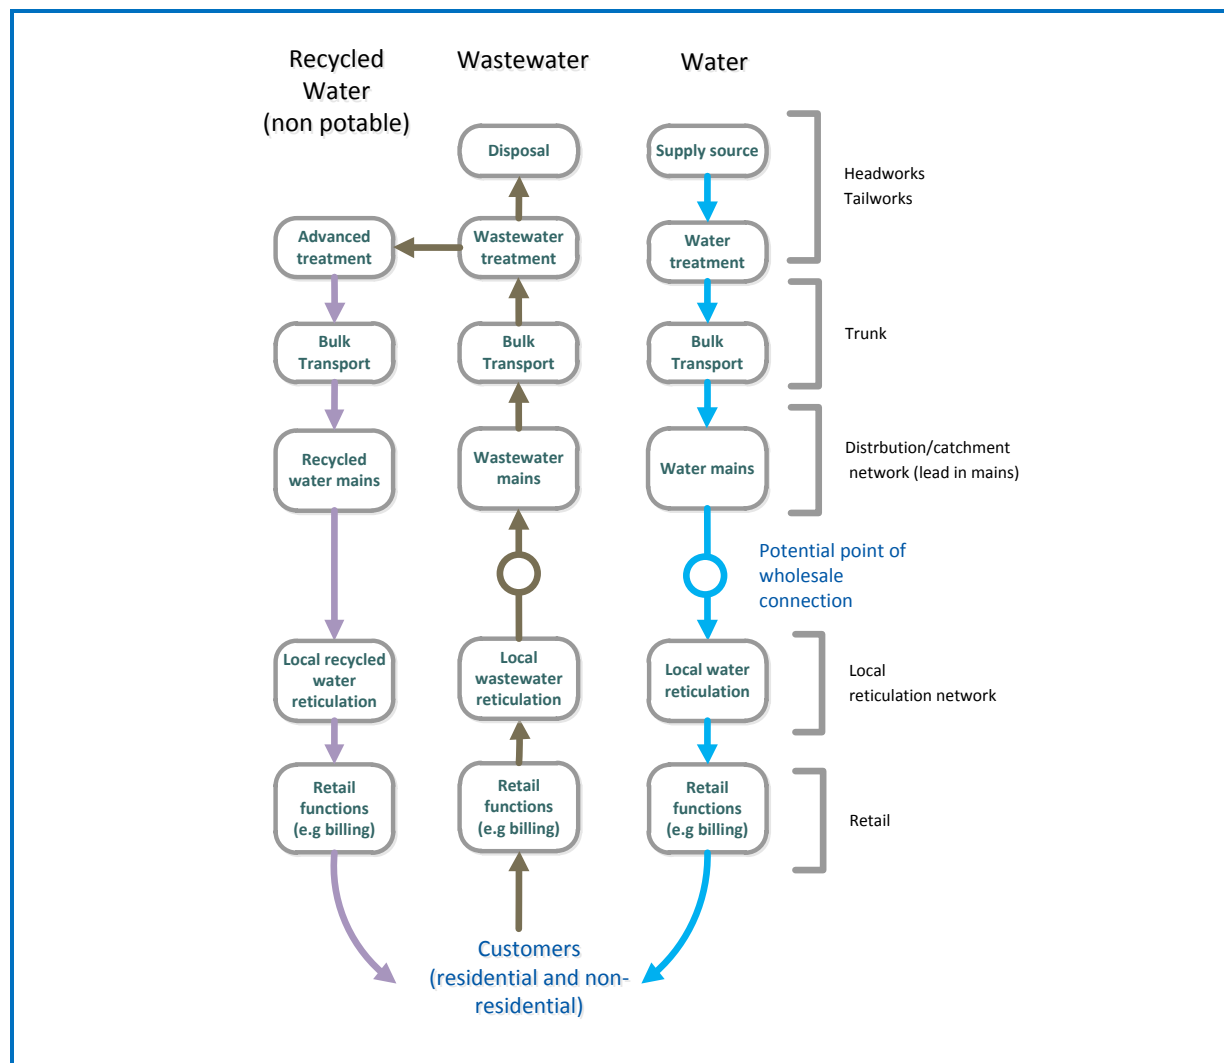 Recycled
Water
(non potable)
Wastewater
Water
Disposal
Supply source
Headworks
Tailworks
Advanced
treatment
Wastewater
treatment
Water
treatment
Bulk
Transport
Bulk
Transport
Bulk
Transport
Trunk
Recycled
water mains
Wastewater
mains
Water mains
Distrbution/catchment
network (lead in mains)
Potential point of
wholesale
connection
Local recycled
water
reticulation
Local
wastewater
reticulation
Local water
reticulation
Local
reticulation network
Retail
functions
(e.g billing)
Retail
functions
(e.g billing)
Retail
functions
(e.g billing)
Retail
Customers
(residential and non-
residential)